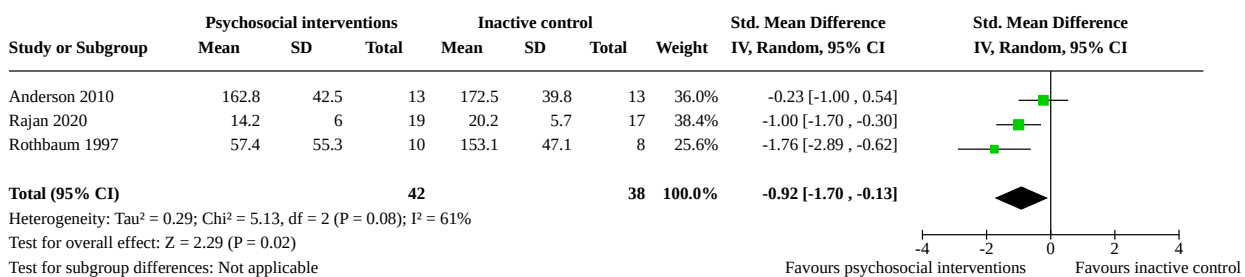 Psychosocial interventions Inactive control Std. Mean Difference Std. Mean Difference
Study or Subgroup Mean SD Total Mean SD Total Weight IV, Random, 95% CI IV, Random, 95% CI
Anderson 2010 162.8 42.5 13 172.5 39.8 13 36.0% -0.23 [-1.00 , 0.54]
Rajan 2020 14.2 6 19 20.2 5.7 17 38.4% -1.00 [-1.70 , -0.30]
Rothbaum 1997 57.4 55.3 10 153.1 47.1 8 25.6% -1.76 [-2.89 , -0.62]
Total (95% CI) 42 38 100.0% -0.92 [-1.70 , -0.13]
Heterogeneity: Tau² = 0.29; Chi² = 5.13, df = 2 (P = 0.08); I² = 61%
Test for overall effect: Z = 2.29 (P = 0.02)
-4 -2 0 2 4
Test for subgroup differences: Not applicable Favours psychosocial interventions Favours inactive control